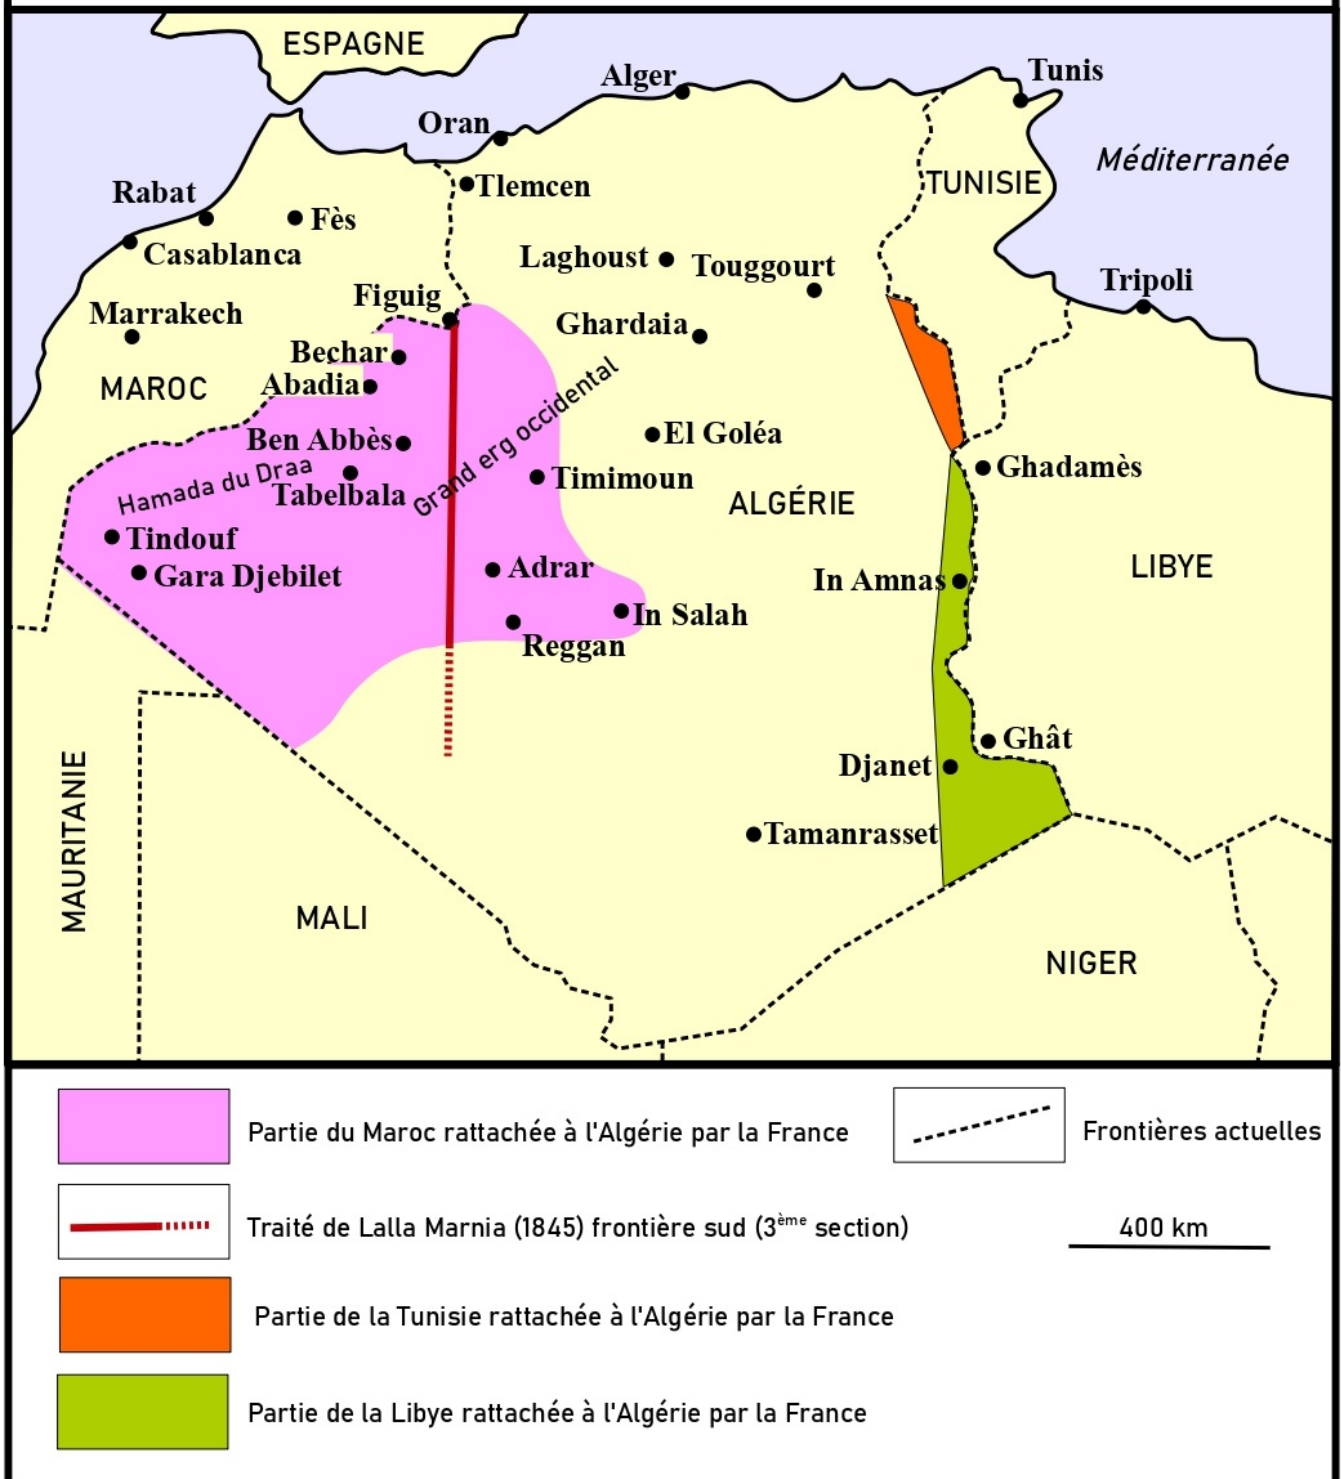 ESPAGNE
Alger
Tunis
Oran
Méditerranée
Tlemcen
TUNISIE
Rabat
Fès
Casablanca
Laghoust
Touggourt
Tripoli
Figuig
Marrakech
Ghardaia
Bechar
MAROC
Abadia
Grand erg occidental
Ben Abbès
El Goléa
Hamada du Draa
Tabelbala
Timimoun
Ghadamès
ALGÉRIE
Tindouf
Gara Djebilet
Adrar
In Amnas
LIBYE
In Salah
Reggan
Ghât
Djanet
MAURITANIE
Tamanrasset
MALI
NIGER
Partie du Maroc rattachée à l'Algérie par la France
Frontières actuelles
Traité de Lalla Marnia (1845) frontière sud (3ème section)
400 km
Partie de la Tunisie rattachée à l'Algérie par la France
Partie de la Libye rattachée à l'Algérie par la France